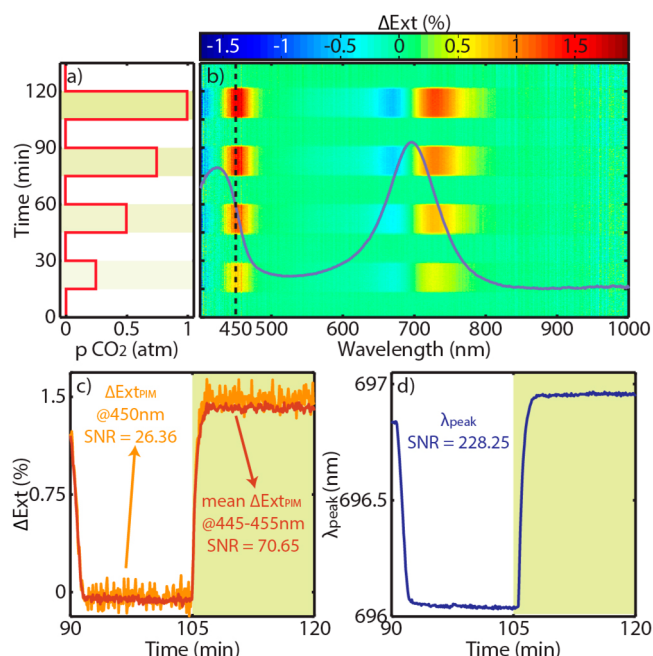 ΔExt (%)
-1.5 -1 -0.5 0 0.5 1 1.5
a)
b)
Time (min)
120
90
60
30
0
0 0.5 1
p CO2 (atm)
450 500 600 700 800 900 1000
Wavelength (nm)
c)
ΔExtPIM
@450nm
SNR = 26.36
mean ΔExtPIM
@445-455nm
SNR = 70.65
ΔExt (%)
1.5
0.75
0
90 105 120
Time (min)
d)
λpeak
SNR = 228.25
λpeak (nm)
697
696.5
696
90 105 120
Time (min)